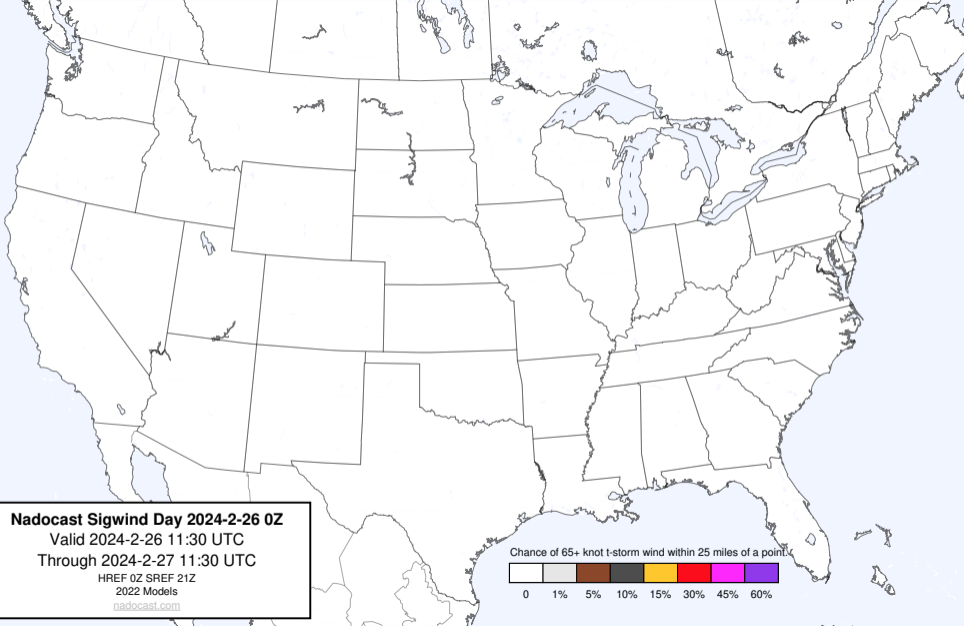 Nadocast Sigwind Day 2024-2-26 0Z
Valid 2024-2-26 11:30 UTC
Through 2024-2-27 11:30 UTC
HREF 0Z SREF 21Z
2022 Models
nadocast.com
Chance of 65+ knot t-storm wind within 25 miles of a point.
0 1% 5% 10% 15% 30% 45% 60%